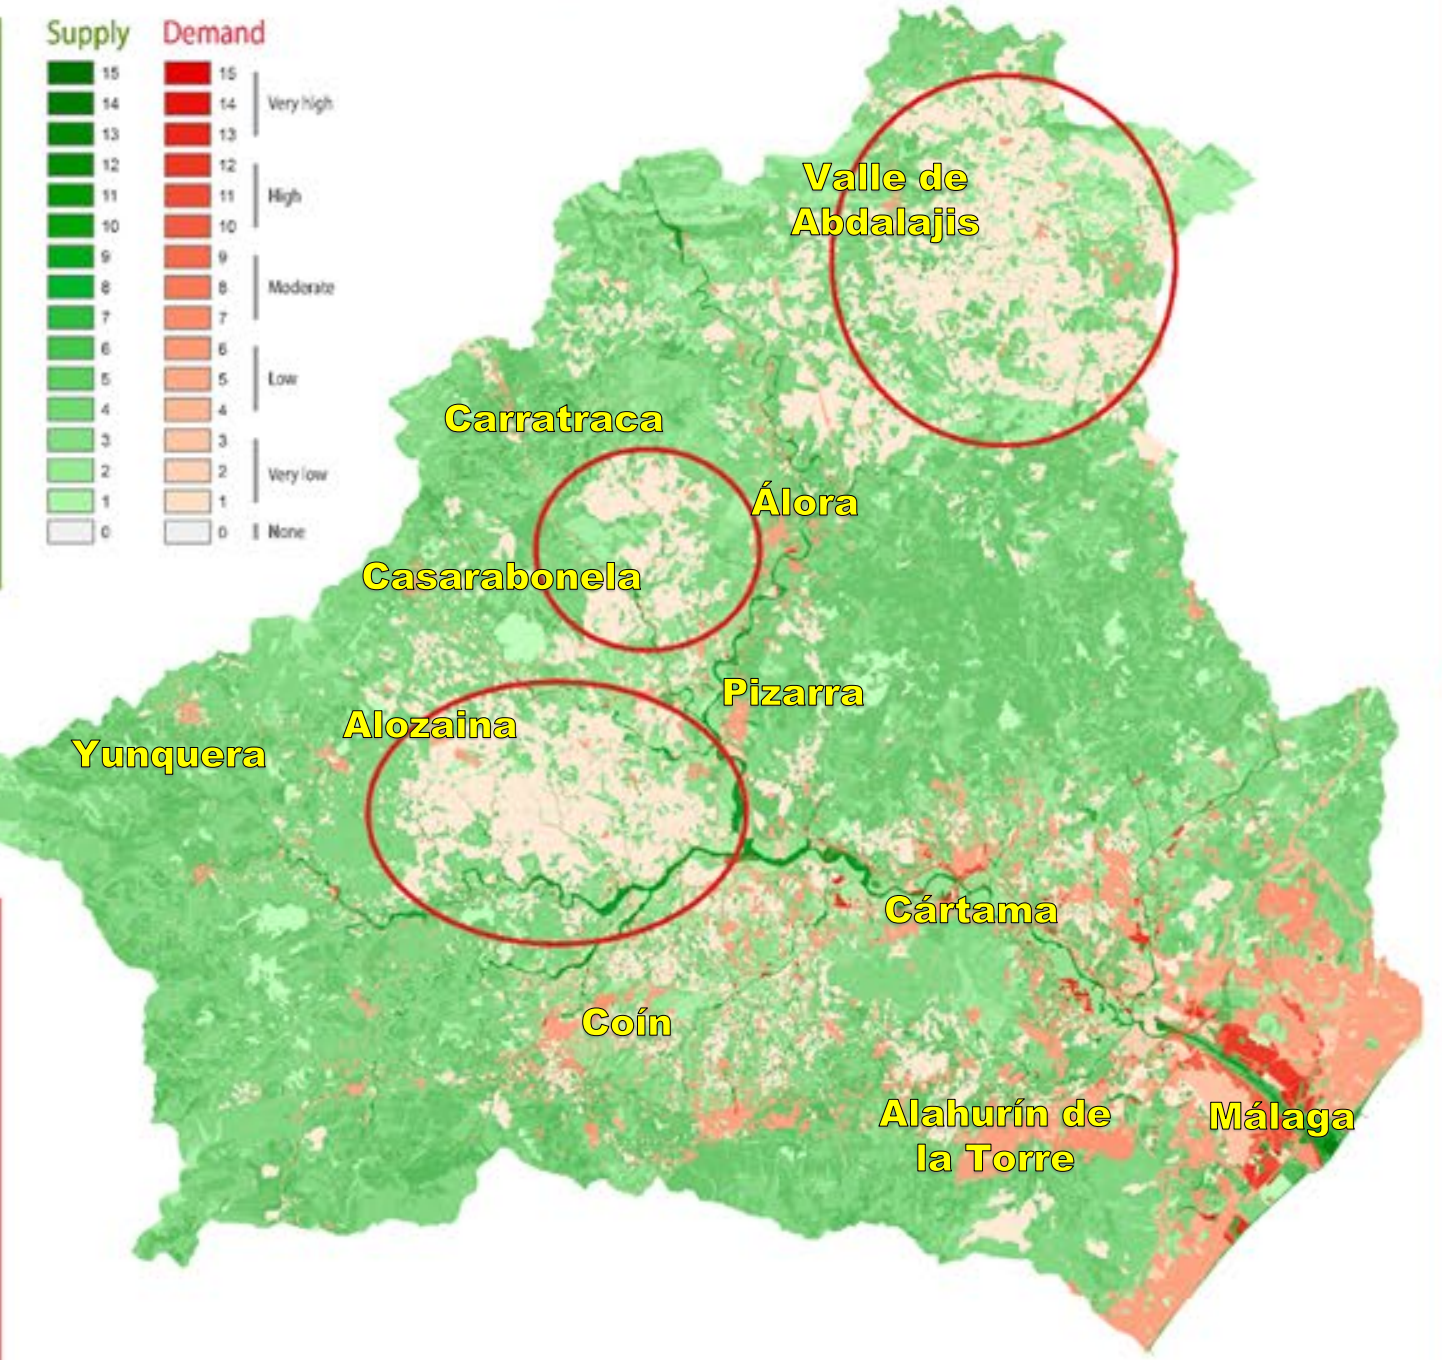 Supply Demand
15 15
14 14 Very high
13 13
12 12
11 11 High
10 10
9 9
8 8 Moderate
7 7
6 6
5 5 Low
4 4
3 3
2 2 Very low
1 1
0 0 None
Valle de
Abdalajis
Carratraca
Álora
Casarabonela
Pizarra
Alozaina
Yunquera
Cártama
Coín
Alahurín de
la Torre
Málaga